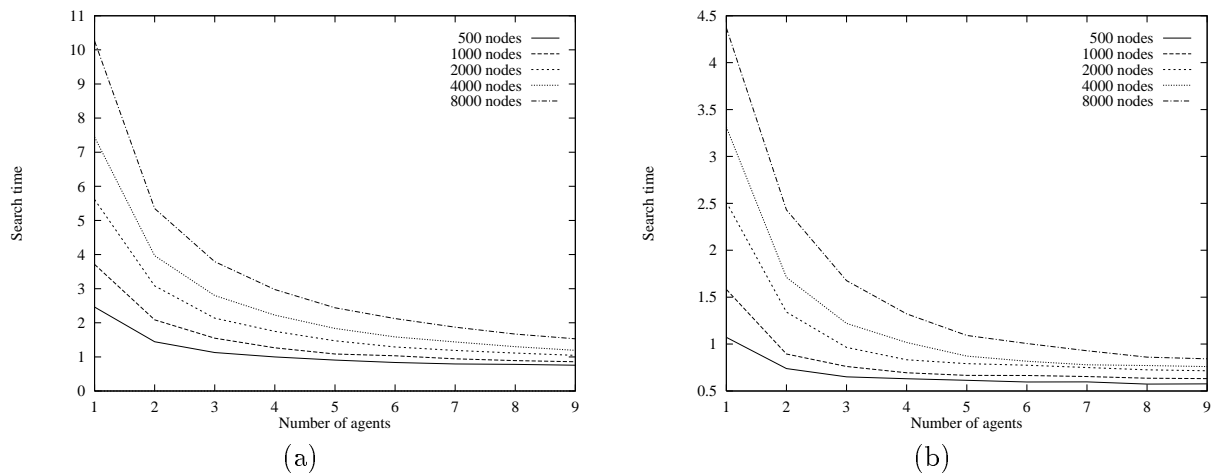 11
10
9
8
7
6
5
4
3
2
1
0
Search time
500 nodes
1000 nodes
2000 nodes
4000 nodes
8000 nodes
1 2 3 4 5 6 7 8 9
Number of agents
(a)
4.5
4
3.5
3
2.5
2
1.5
1
0.5
Search time
500 nodes
1000 nodes
2000 nodes
4000 nodes
8000 nodes
1 2 3 4 5 6 7 8 9
Number of agents
(b)